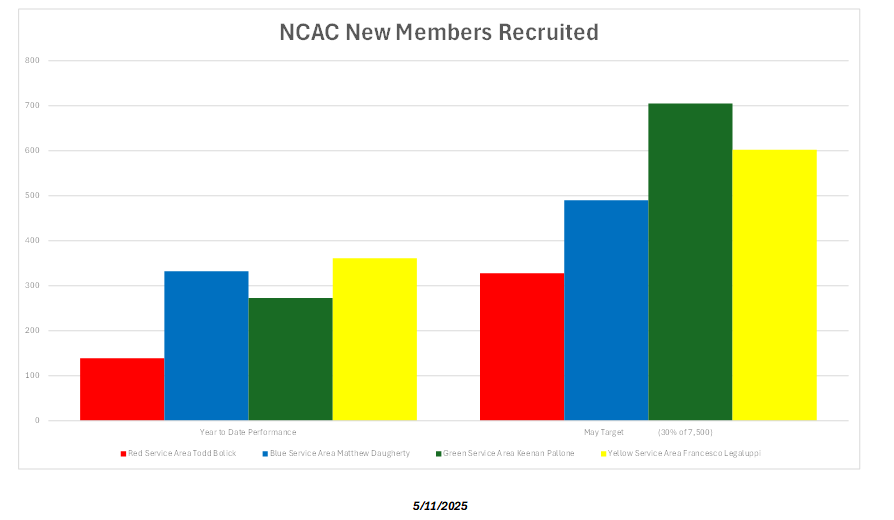 NCAC New Members Recruited
800
700
600
500
400
300
200
100
0
Year to Date Performance
May Target (30% of 7,500)
Red Service Area Todd Bolick
Blue Service Area Matthew Daugherty
Green Service Area Keenan Pallone
Yellow Service Area Francesco Legaluppi
5/11/2025